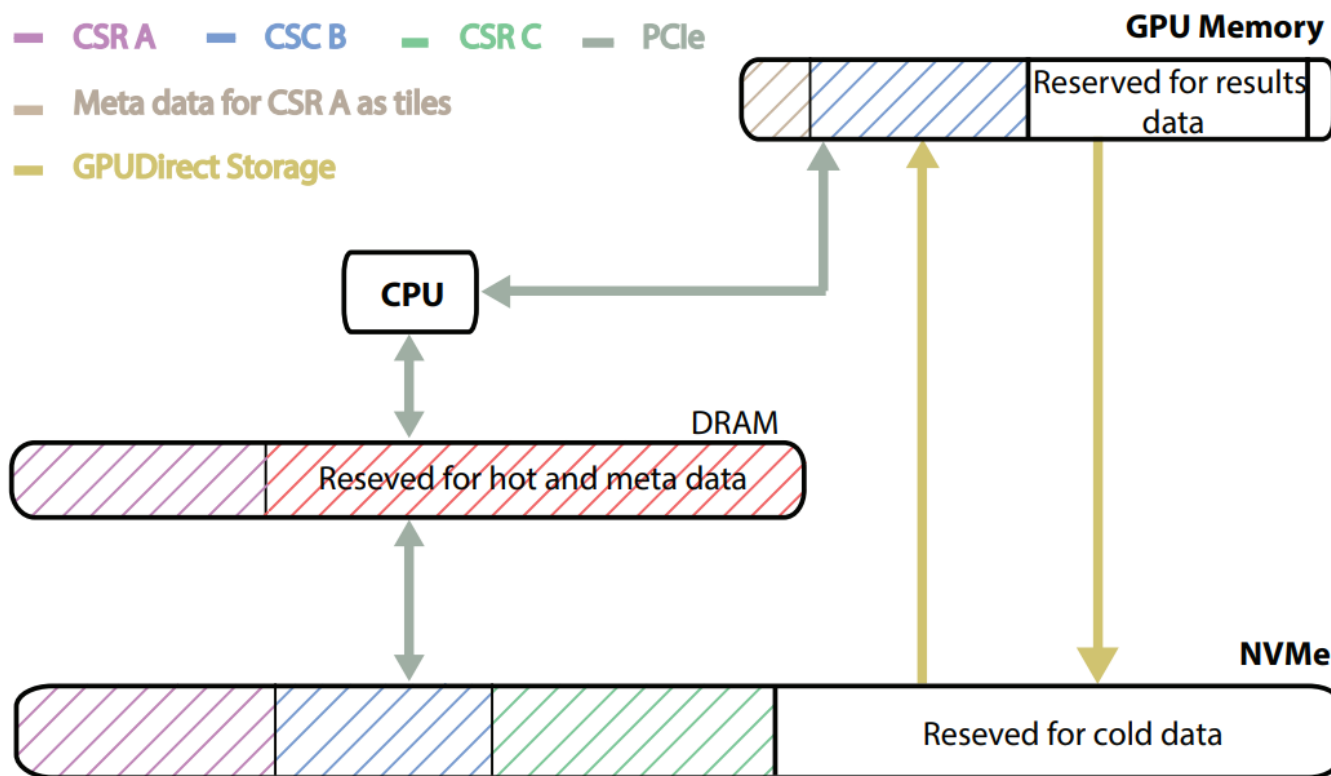 CSR A CSC B CSR C PCIe
Meta data for CSR A as tiles
GPUDirect Storage
GPU Memory
Reserved for results
data
CPU
DRAM
Reseved for hot and meta data
NVMe
Reseved for cold data